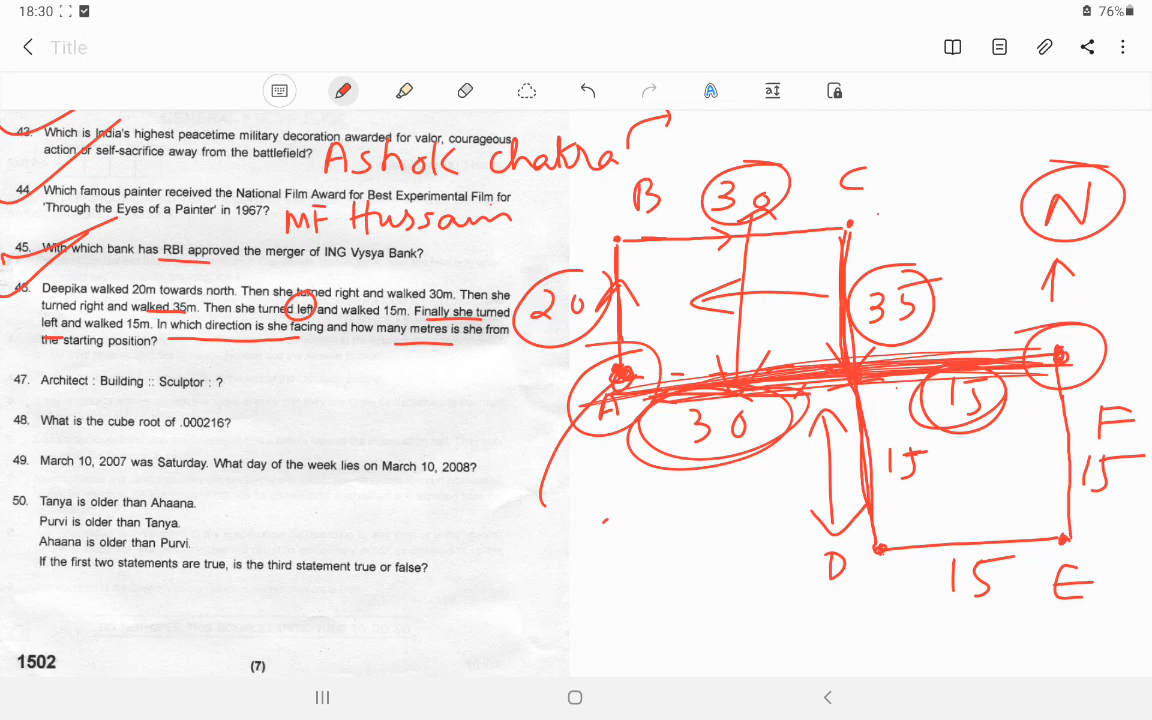 18:30
76%
Title
43. Which is India's highest peacetime military decoration awarded for valor, courageous
action or self-sacrifice away from the battlefield?
Ashok Chakra
44. Which famous painter received the National Film Award for Best Experimental Film for
'Through the Eyes of a Painter' in 1967?
MF Hussain
45. With which bank has RBI approved the merger of ING Vysya Bank?
46. Deepika walked 20m towards north. Then she turned right and walked 30m. Then she
turned right and walked 35m. Then she turned left and walked 15m. Finally she turned
left and walked 15m. In which direction is she facing and how many metres is she from
the starting position?
47. Architect : Building :: Sculptor : ?
48. What is the cube root of .000216?
49. March 10, 2007 was Saturday. What day of the week lies on March 10, 2008?
50. Tanya is older than Ahaana.
Purvi is older than Tanya.
Ahaana is older than Purvi.
If the first two statements are true, is the third statement true or false?
1502
(7)
B 30 C
N
20
35
A
30
15
F
15
15
D
15
E